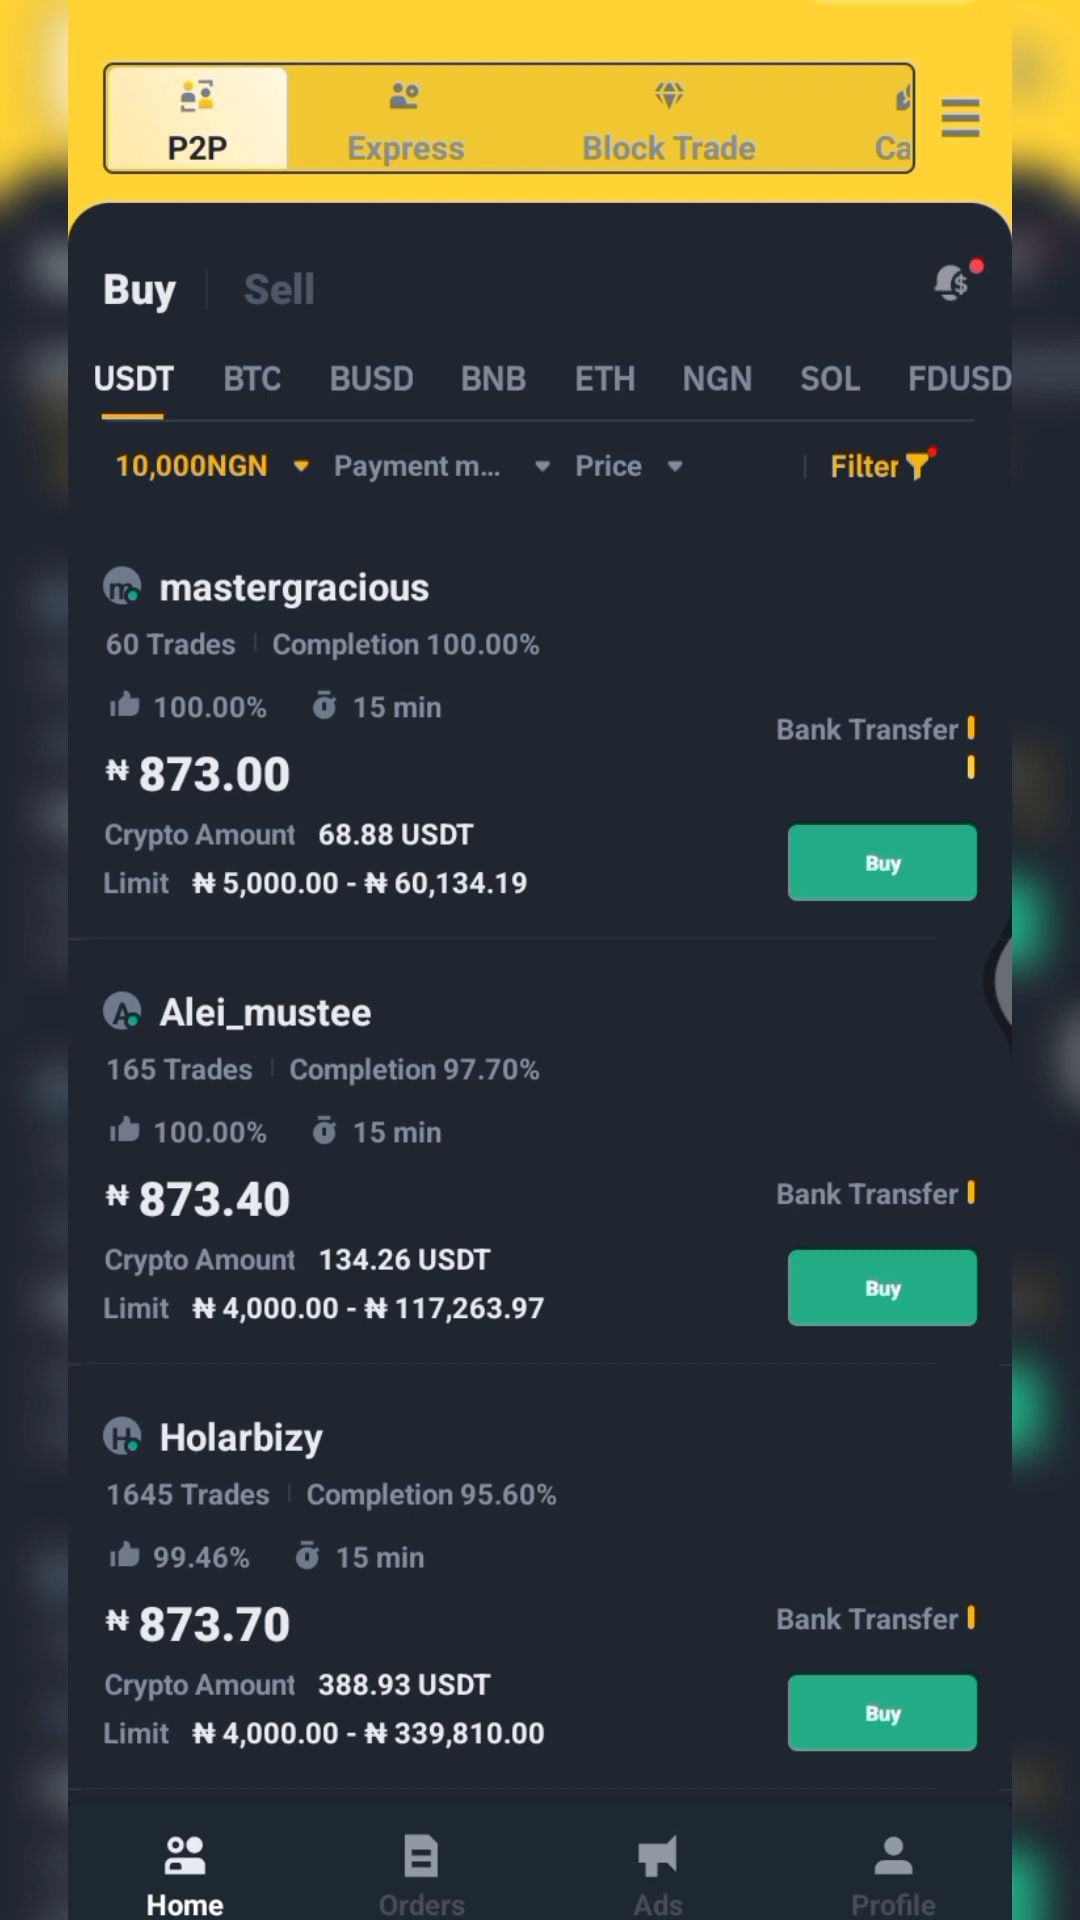 P2P Express Block Trade Ca
Buy Sell
USDT BTC BUSD BNB ETH NGN SOL FDUSD
10,000NGN Payment m... Price Filter
m mastergracious
60 Trades Completion 100.00%
100.00% 15 min
Bank Transfer
₦ 873.00
Crypto Amount 68.88 USDT
Limit ₦ 5,000.00 - ₦ 60,134.19
Buy
A Alei_mustee
165 Trades Completion 97.70%
100.00% 15 min
₦ 873.40
Bank Transfer
Crypto Amount 134.26 USDT
Limit ₦ 4,000.00 - ₦ 117,263.97
Buy
H Holarbizy
1645 Trades Completion 95.60%
99.46% 15 min
₦ 873.70
Bank Transfer
Crypto Amount 388.93 USDT
Limit ₦ 4,000.00 - ₦ 339,810.00
Buy
Home Orders Ads Profile